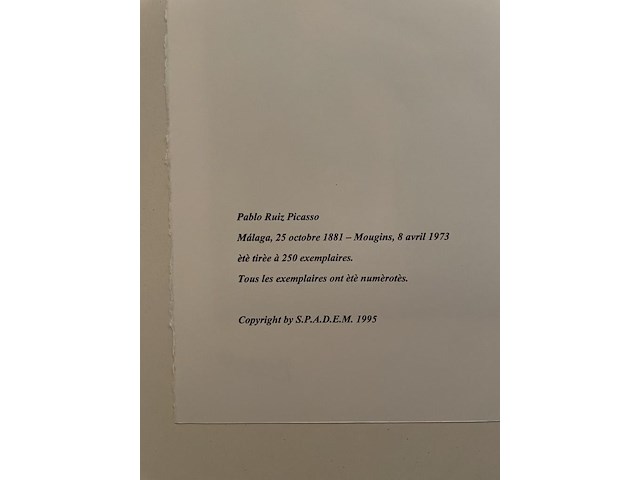 Pablo Ruiz Picasso
Málaga, 25 octobre 1881 – Mougins, 8 avril 1973
ètè tirèe à 250 exemplaires.
Tous les exemplaires ont ètè numèrotès.
Copyright by S.P.A.D.E.M. 1995